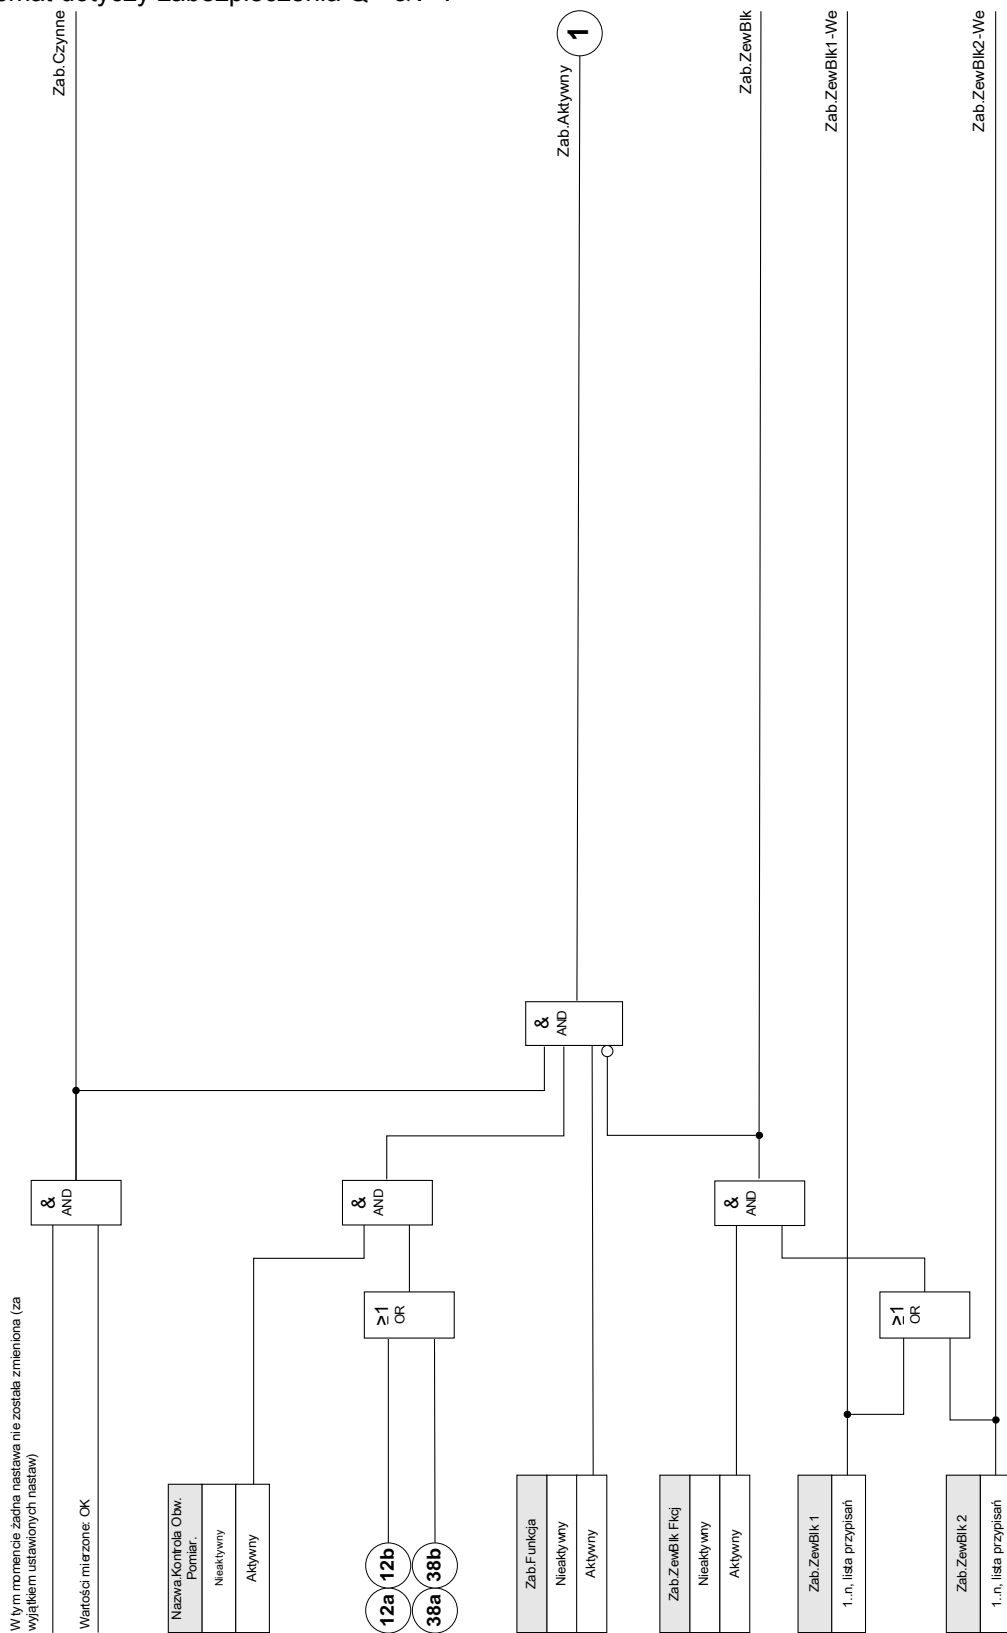 W tym momencie żadna nastawa nie została zmieniona (za
wyjątkiem ustawionych nastaw)
Wartości mierzone: OK
&
AND
Zab.Czynne
Nazwa.Kontrola Obw.
Pomiar.
Nieaktywny
Aktywny
12a 12b
38a 38b
≥1
OR
&
AND
Zab.Funkcja
Nieaktywny
Aktywny
&
AND
Zab.Aktywny
1
Zab.ZewBlk Fkcj
Nieaktywny
Aktywny
&
AND
Zab.ZewBlk
Zab.ZewBlk 1
1..n, lista przypisań
≥1
OR
Zab.ZewBlk1-We
Zab.ZewBlk 2
1..n, lista przypisań
Zab.ZewBlk2-We